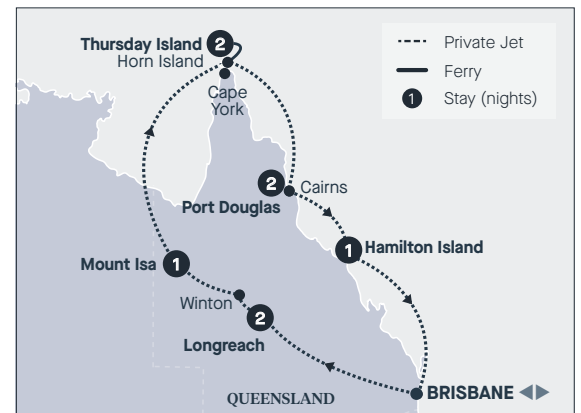 Thursday Island
2
Horn Island
Cape
York
Private Jet
Ferry
1 Stay (nights)
2
Cairns
Port Douglas
1
Hamilton Island
Mount Isa
1
Winton
2
Longreach
BRISBANE
QUEENSLAND